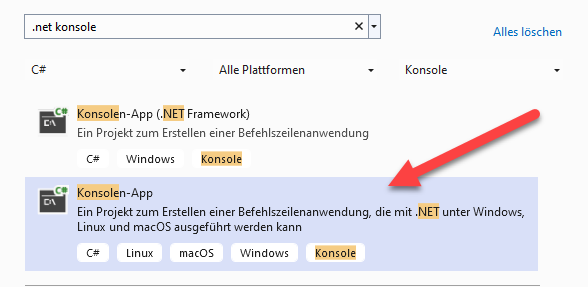 .net konsole
Alles löschen
C# Alle Plattformen Konsole
C#
Konsolen-App (.NET Framework)
Ein Projekt zum Erstellen einer Befehlszeilenanwendung
C# Windows Konsole
C#
Konsolen-App
Ein Projekt zum Erstellen einer Befehlszeilenanwendung, die mit .NET unter Windows,
Linux und macOS ausgeführt werden kann
C# Linux macOS Windows Konsole